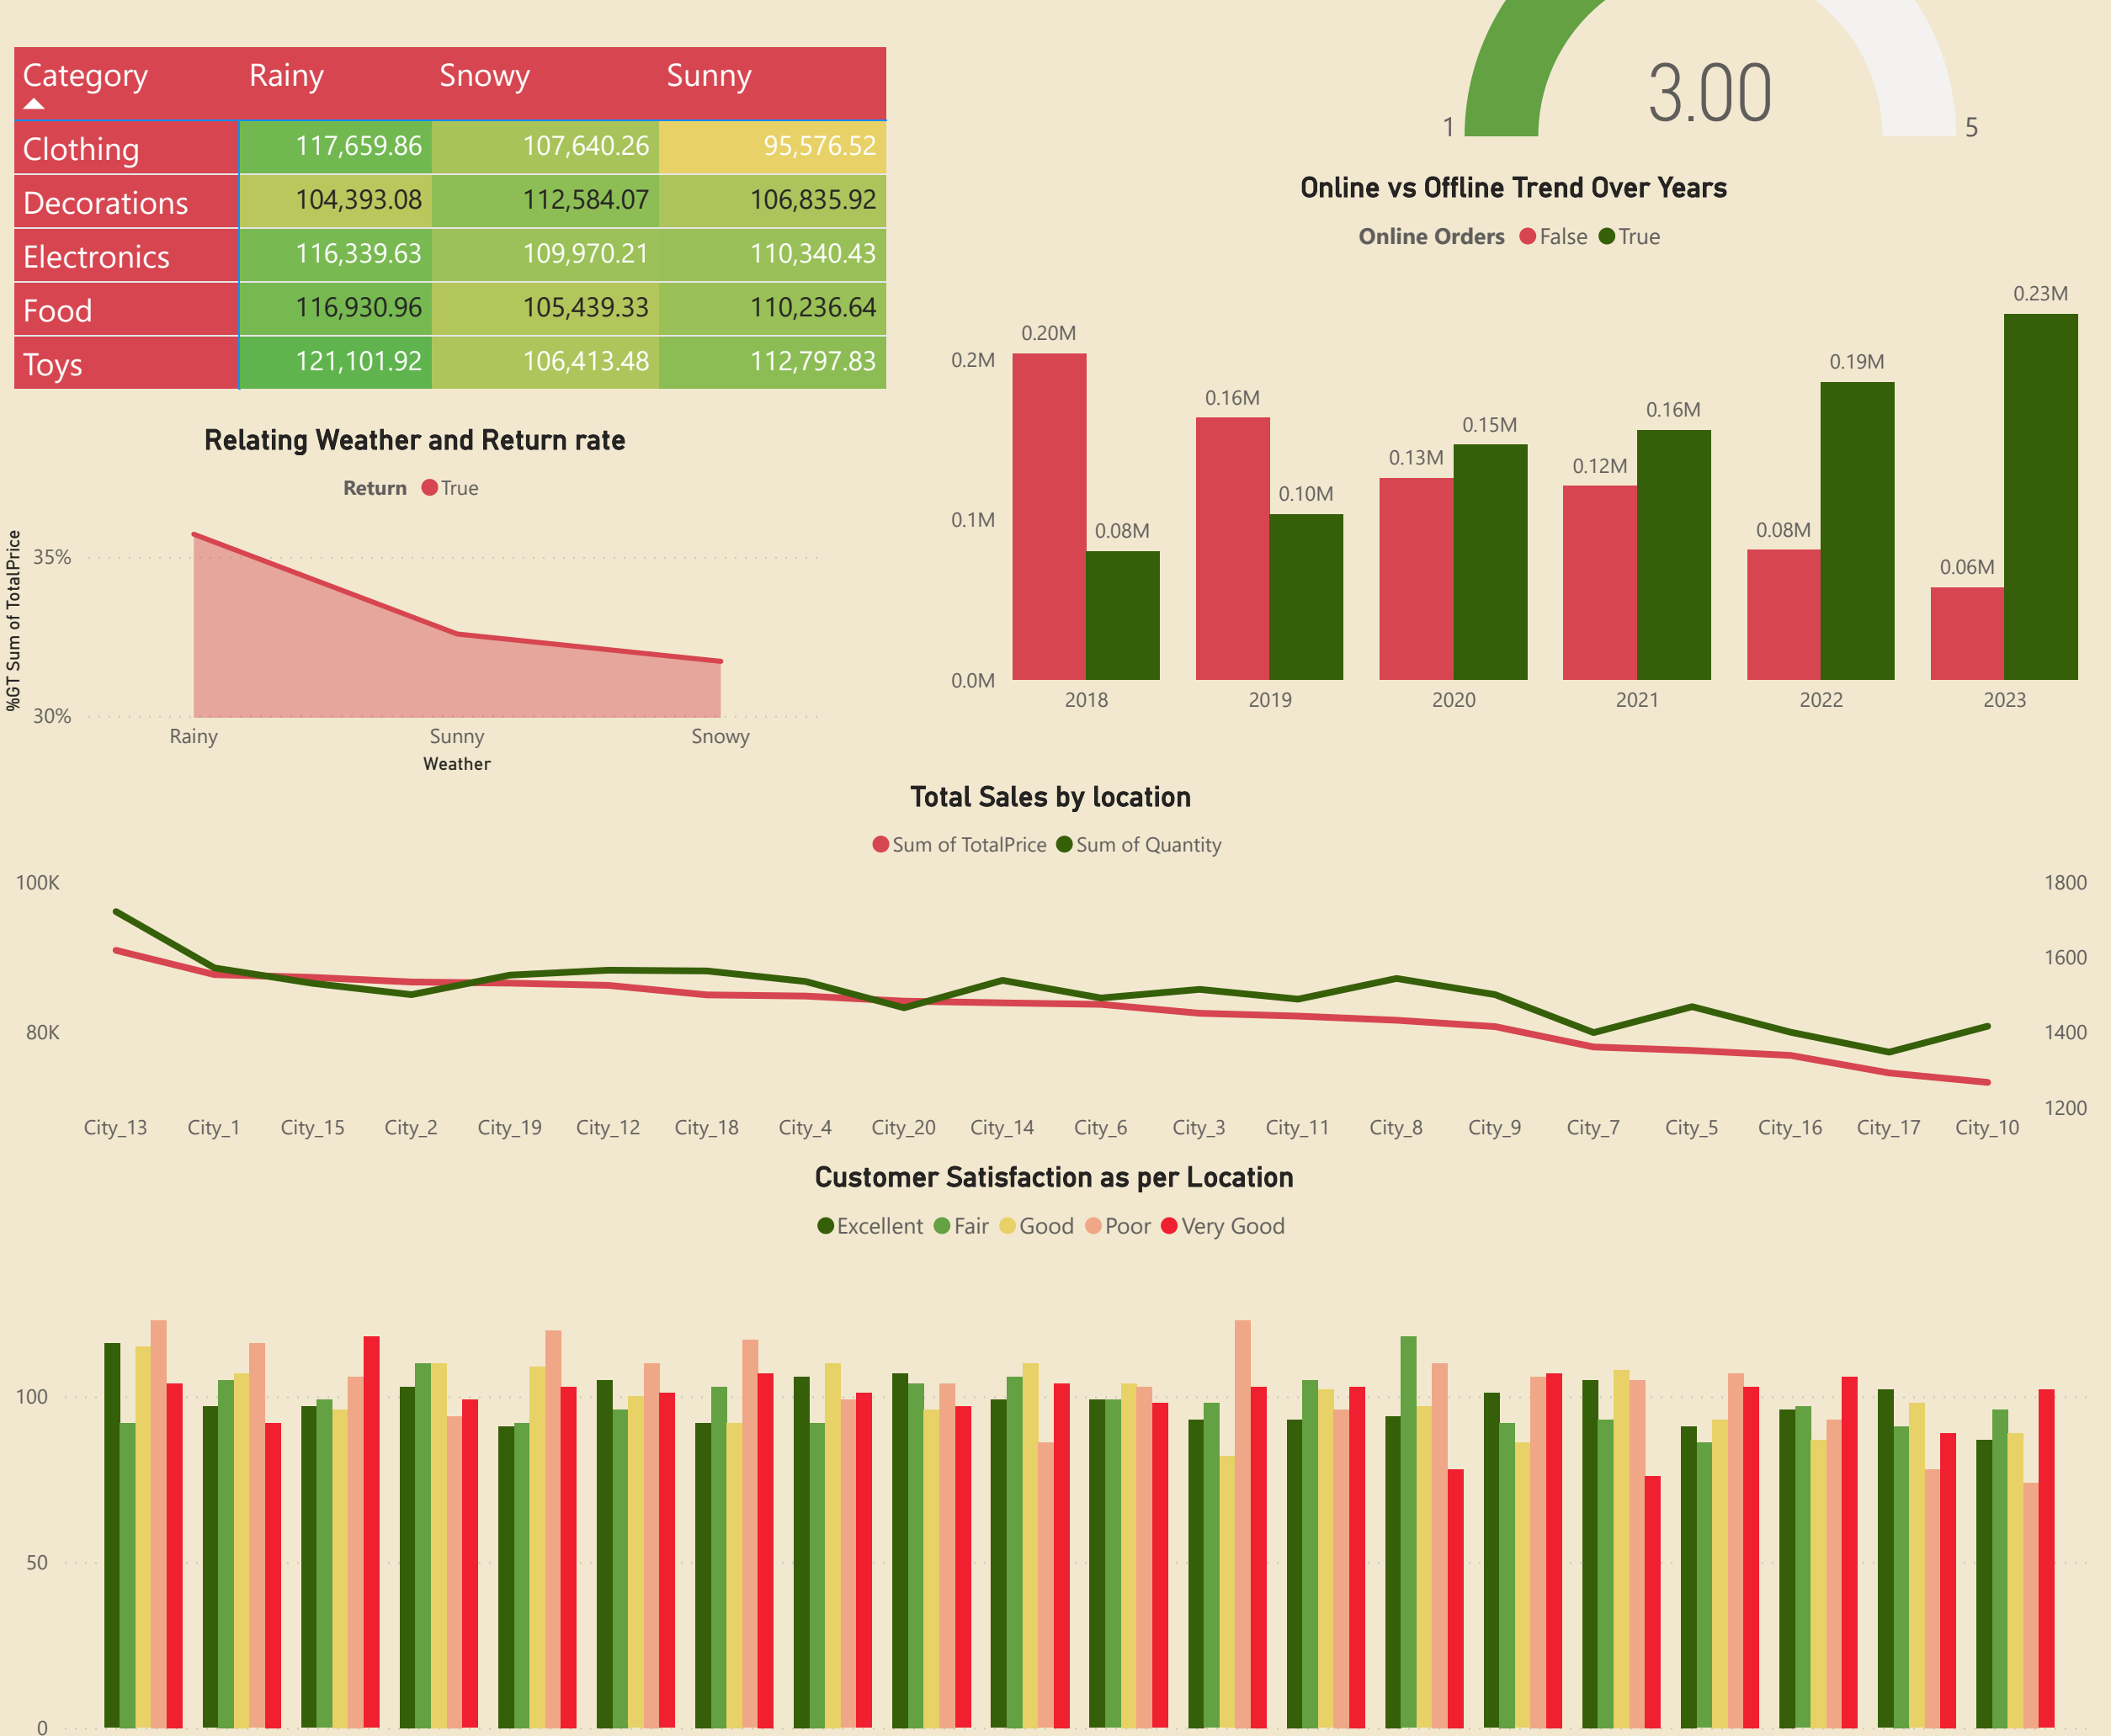 Category Rainy Snowy Sunny
Clothing 117,659.86 107,640.26 95,576.52
Decorations 104,393.08 112,584.07 106,835.92
Electronics 116,339.63 109,970.21 110,340.43
Food 116,930.96 105,439.33 110,236.64
Toys 121,101.92 106,413.48 112,797.83
3.00
1 5
Relating Weather and Return rate
Return True
%GT Sum of TotalPrice
35%
30%
Rainy Sunny Snowy
Weather
Online vs Offline Trend Over Years
Online Orders False True
0.2M
0.1M
0.0M
0.20M 0.08M
0.16M 0.10M
0.13M 0.15M
0.12M 0.16M
0.08M 0.19M
0.06M 0.23M
2018 2019 2020 2021 2022 2023
Total Sales by location
Sum of TotalPrice Sum of Quantity
100K 1800
1600
80K 1400
1200
City_13 City_1 City_15 City_2 City_19 City_12 City_18 City_4 City_20 City_14 City_6 City_3 City_11 City_8 City_9 City_7 City_5 City_16 City_17 City_10
Customer Satisfaction as per Location
Excellent Fair Good Poor Very Good
100
50
0